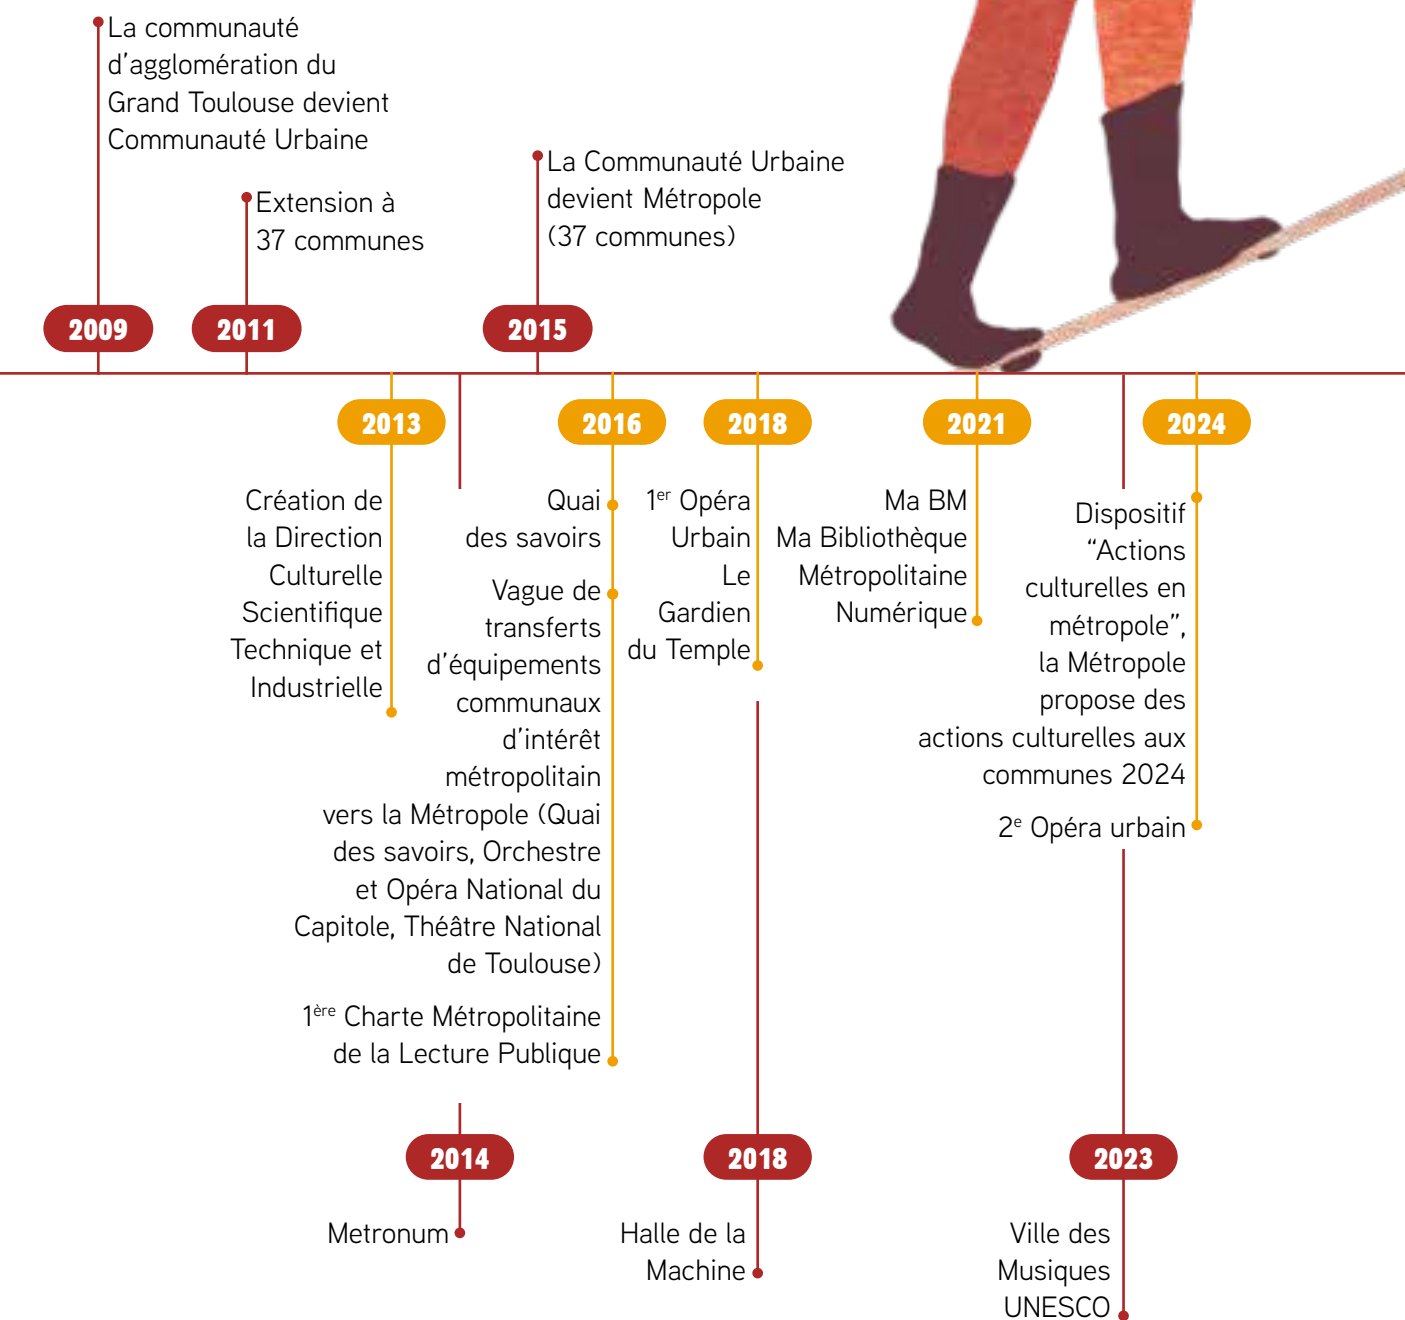 La communauté
d'agglomération du
Grand Toulouse devient
Communauté Urbaine
2009
Extension à
37 communes
2011
La Communauté Urbaine
devient Métropole
(37 communes)
2015
2013
Création de
la Direction
Culturelle
Scientifique
Technique et
Industrielle
2016
Quai
des savoirs
Vague de
transferts
d'équipements
communaux
d'intérêt
métropolitain
vers la Métropole (Quai
des savoirs, Orchestre
et Opéra National du
Capitole, Théâtre National
de Toulouse)
1ère Charte Métropolitaine
de la Lecture Publique
2018
1er Opéra
Urbain
Le
Gardien
du Temple
2021
Ma BM
Ma Bibliothèque
Métropolitaine
Numérique
2024
Dispositif
“Actions
culturelles en
métropole”,
la Métropole
propose des
actions culturelles aux
communes 2024
2e Opéra urbain
2014
Metronum
2018
Halle de la
Machine
2023
Ville des
Musiques
UNESCO